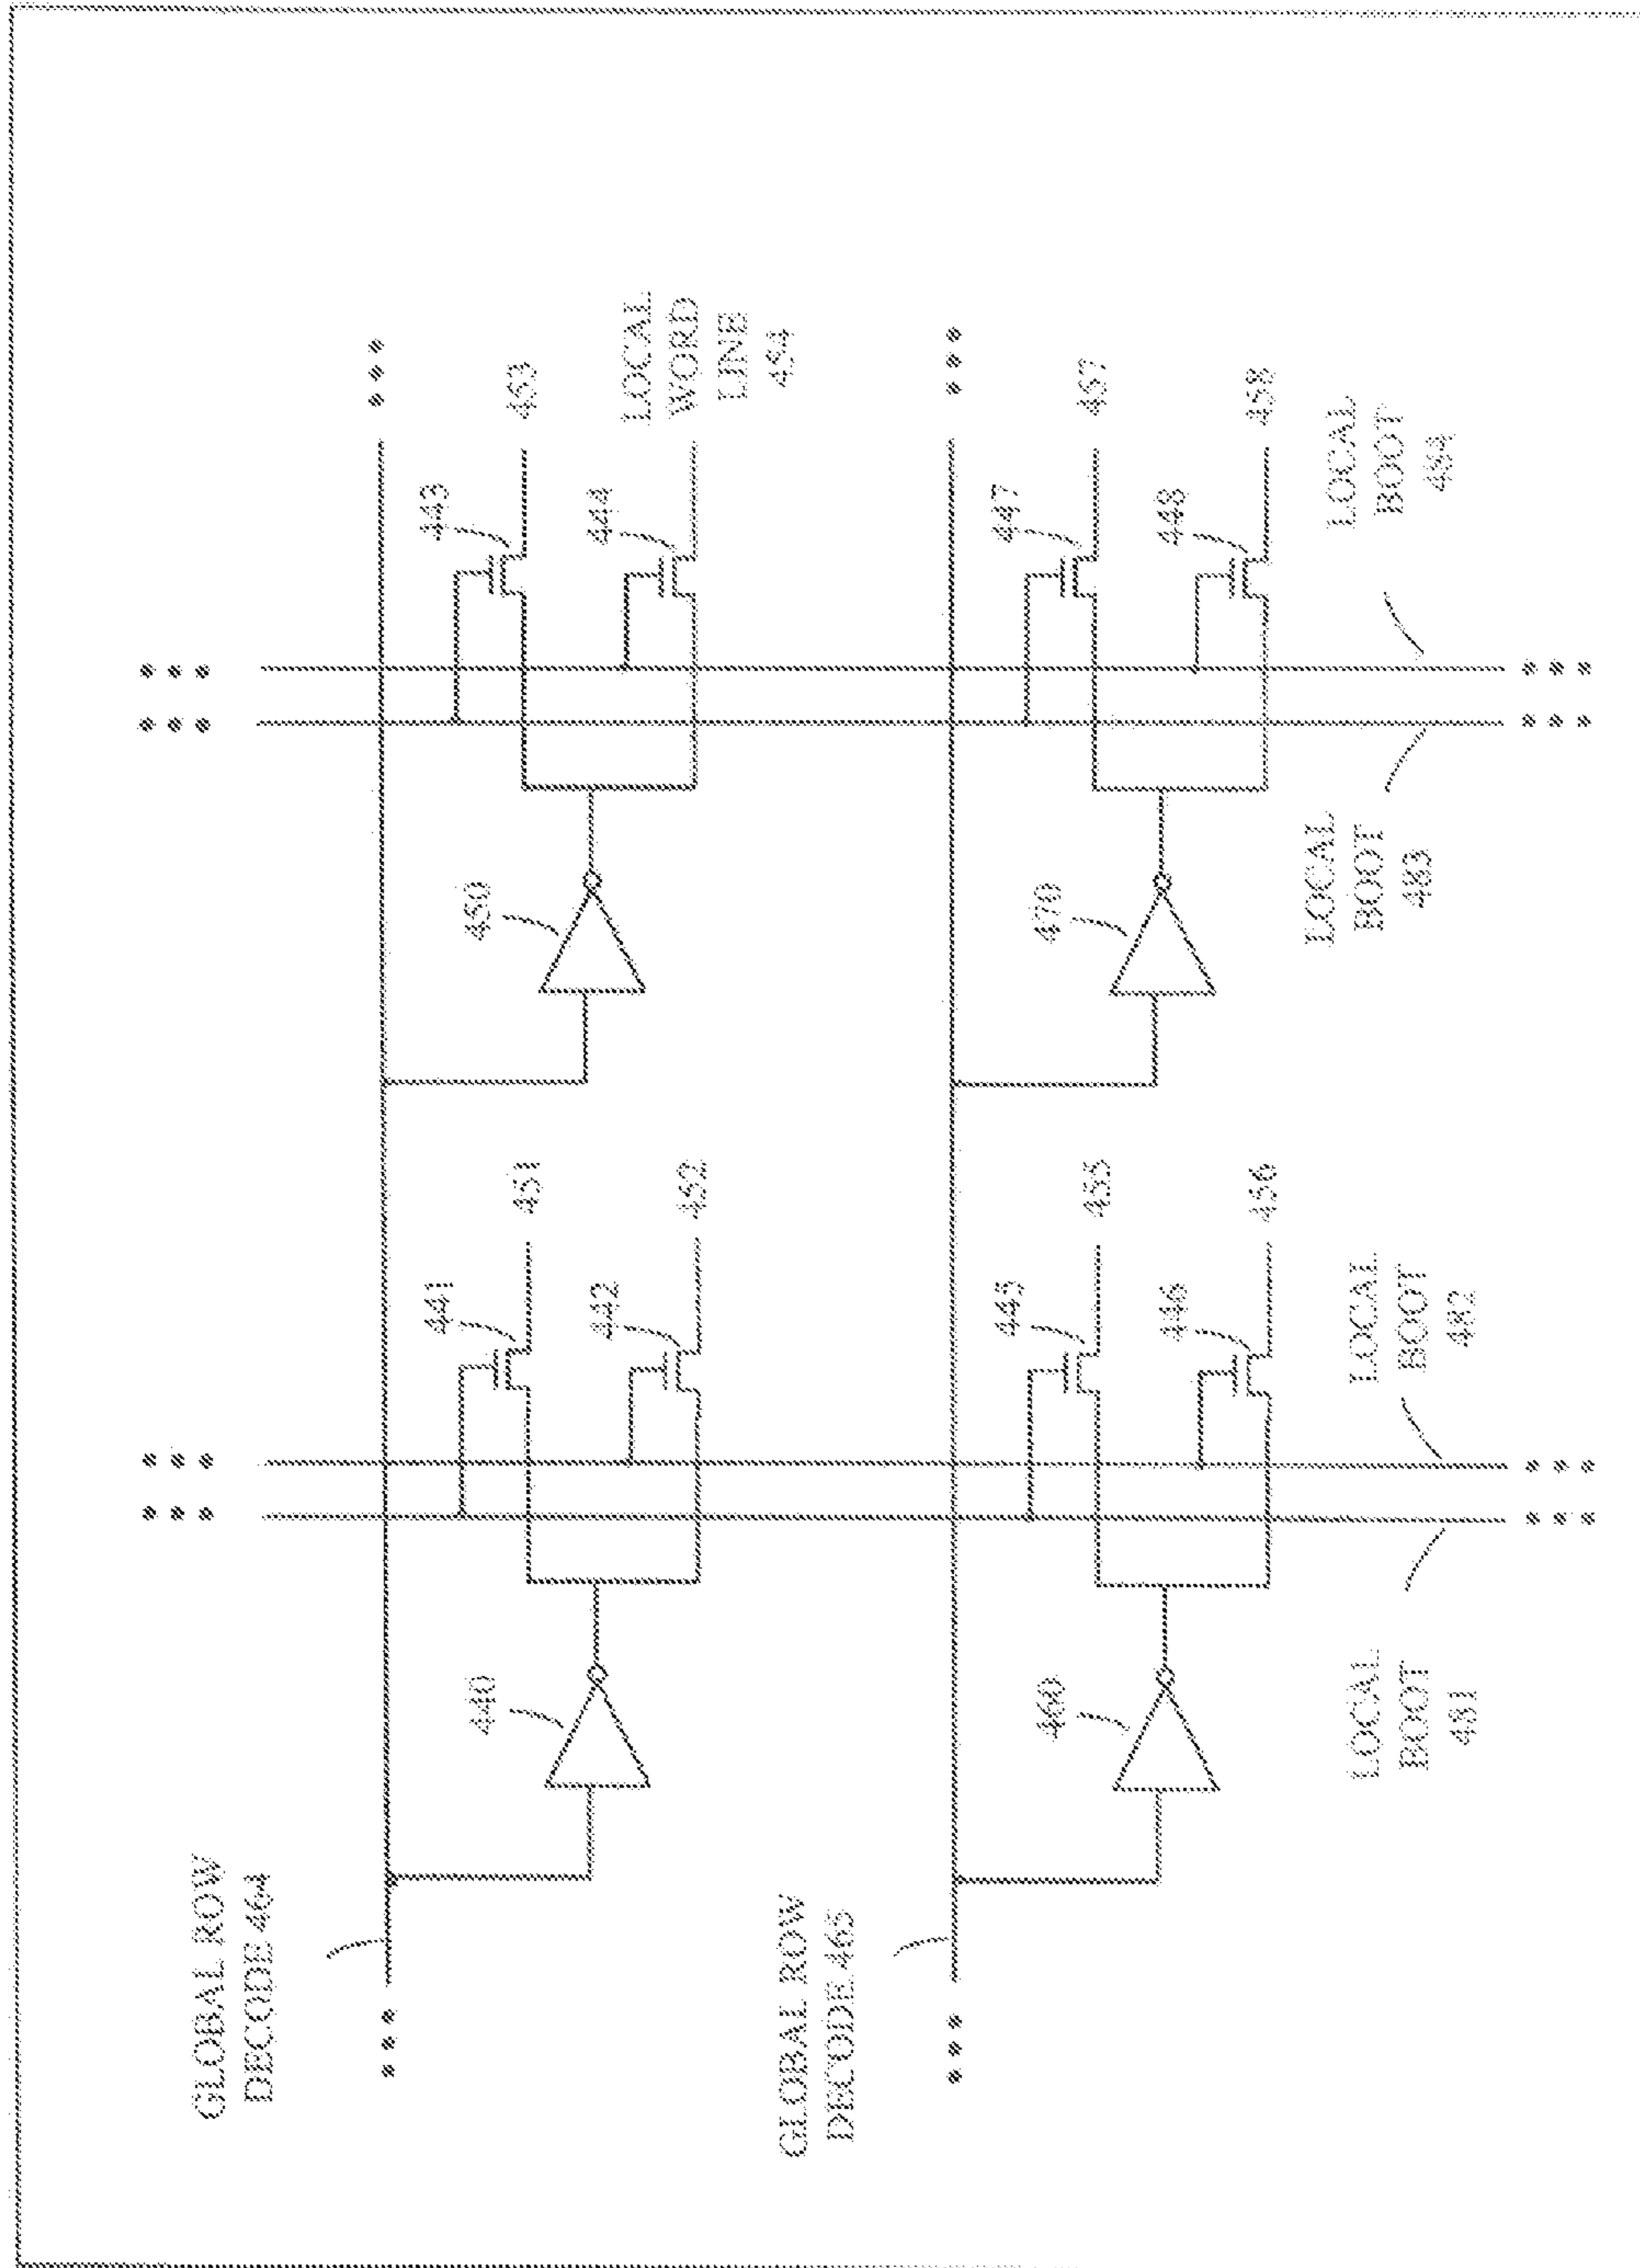 GLOBAL ROW
DECODE 464
440
441
451
442
452
450
443
453
444
LOCAL
WORD
LINE
454
GLOBAL ROW
DECODE 465
460
445
455
446
456
470
447
457
448
458
LOCAL
BOOT
481
LOCAL
BOOT
482
LOCAL
BOOT
483
LOCAL
BOOT
484